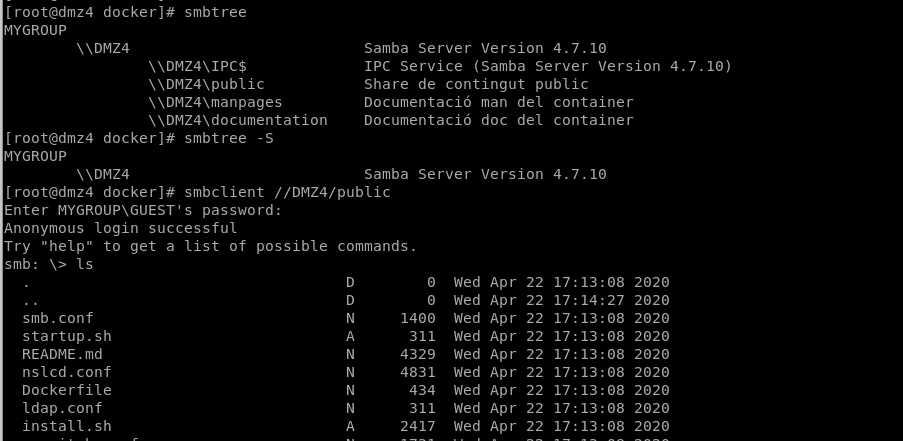 [root@dmz4 docker]# smbtree
MYGROUP
\\DMZ4 Samba Server Version 4.7.10
\\DMZ4\IPC$ IPC Service (Samba Server Version 4.7.10)
\\DMZ4\public Share de contingut public
\\DMZ4\manpages Documentació man del container
\\DMZ4\documentation Documentació doc del container
[root@dmz4 docker]# smbtree -S
MYGROUP
\\DMZ4 Samba Server Version 4.7.10
[root@dmz4 docker]# smbclient //DMZ4/public
Enter MYGROUP\GUEST's password:
Anonymous login successful
Try "help" to get a list of possible commands.
smb: \> ls
. D 0 Wed Apr 22 17:13:08 2020
.. D 0 Wed Apr 22 17:14:27 2020
smb.conf N 1400 Wed Apr 22 17:13:08 2020
startup.sh A 311 Wed Apr 22 17:13:08 2020
README.md N 4329 Wed Apr 22 17:13:08 2020
nslcd.conf N 4831 Wed Apr 22 17:13:08 2020
Dockerfile N 434 Wed Apr 22 17:13:08 2020
ldap.conf N 311 Wed Apr 22 17:13:08 2020
install.sh A 2417 Wed Apr 22 17:13:08 2020